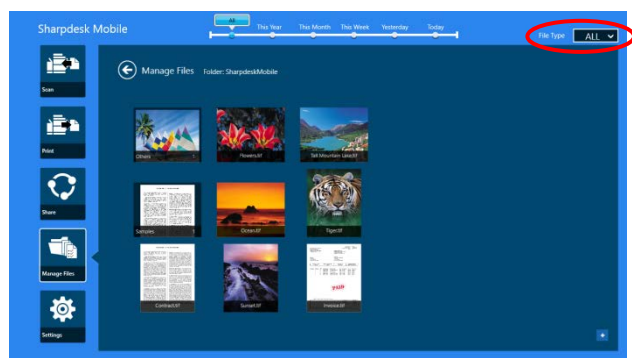 Sharpdesk Mobile
All
This Year
This Month
This Week
Yesterday
Today
File Type
ALL
Scan
Print
Share
Manage Files
Settings
Manage Files
Folder: SharpdeskMobile
Others 1
Flowers.tif
Tall Mountain Lake.tif
Samples 1
Ocean.tif
Tiger.tif
Contract.tif
Sunset.tif
Invoice.tif